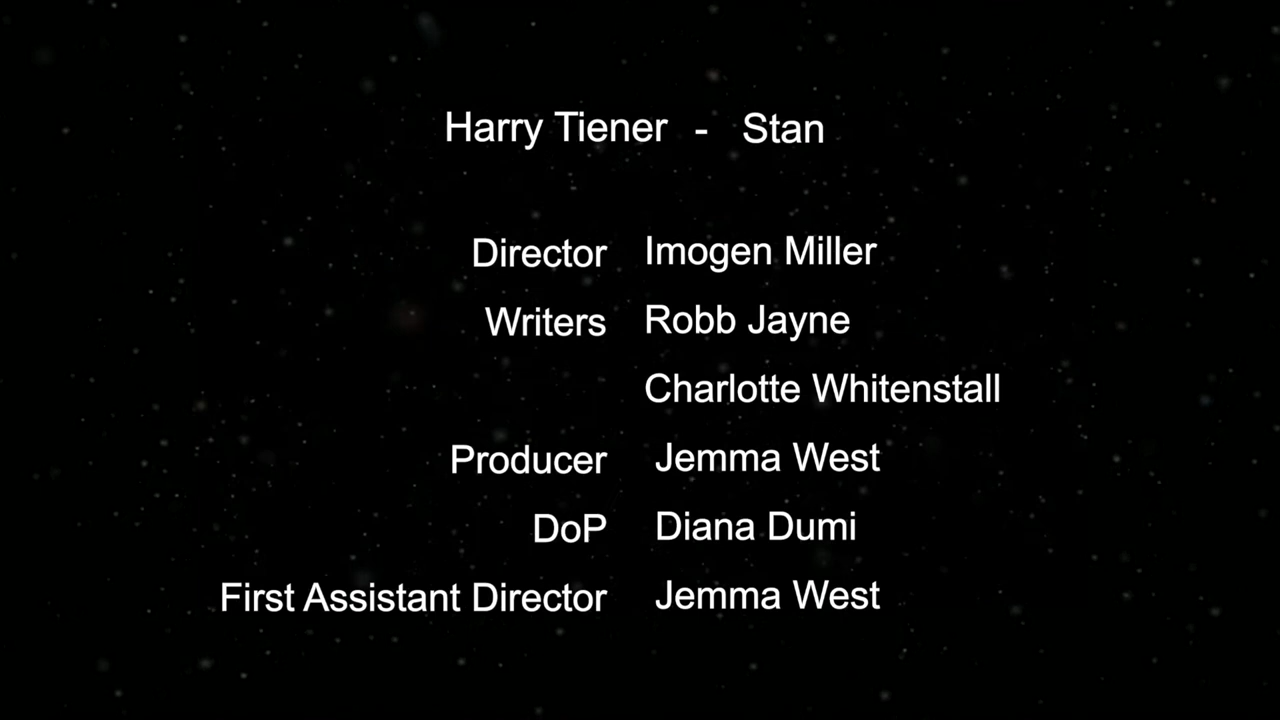 Harry Tiener - Stan
Director Imogen Miller
Writers Robb Jayne
Charlotte Whitenstall
Producer Jemma West
DoP Diana Dumi
First Assistant Director Jemma West